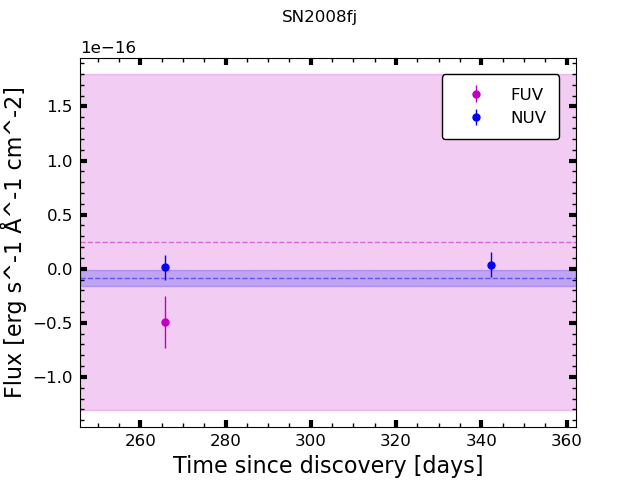 SN2008fj
1e−16
FUV
NUV
1.5
1.0
0.5
0.0
−0.5
−1.0
Flux [erg s^-1 Å^-1 cm^-2]
260 280 300 320 340 360
Time since discovery [days]